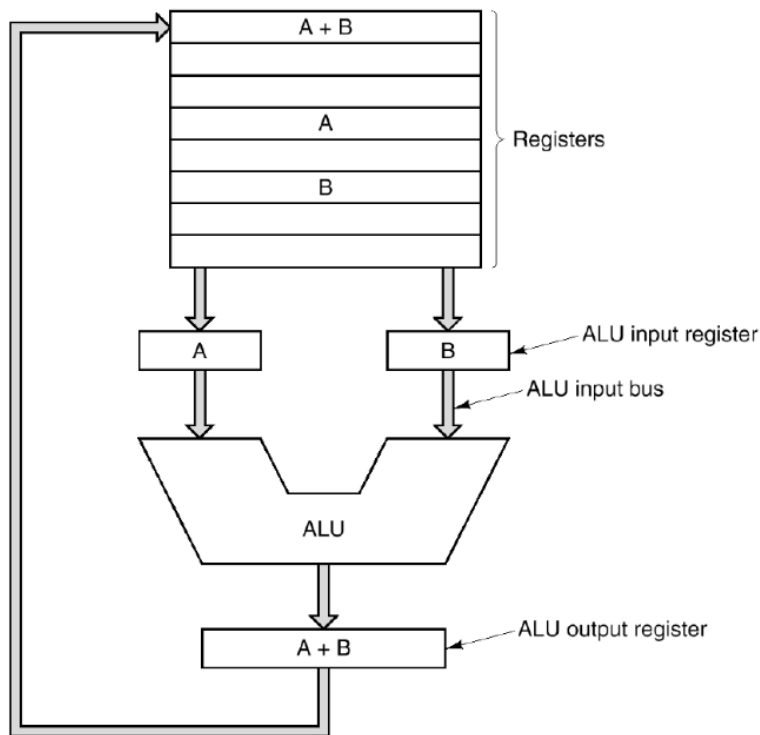 A + B
A
Registers
B
A
B
ALU input register
ALU input bus
ALU
A + B
ALU output register